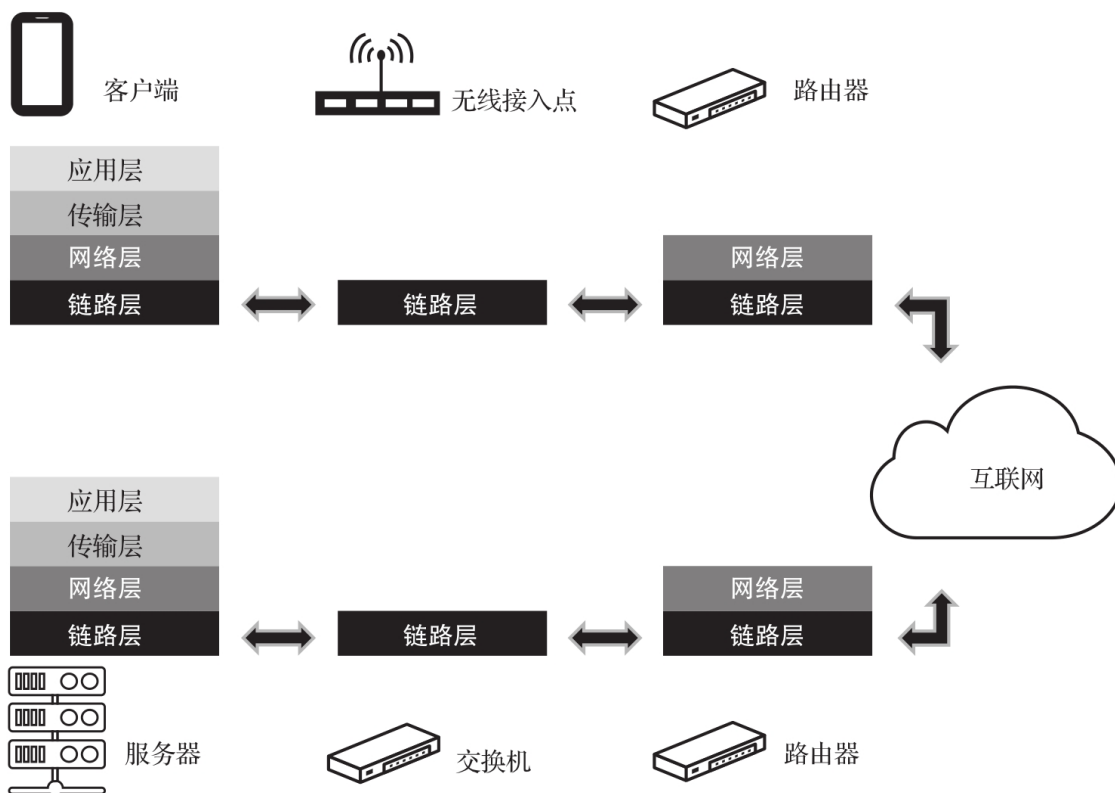 客户端
无线接入点
路由器
应用层
传输层
网络层
链路层
链路层
网络层
链路层
互联网
应用层
传输层
网络层
链路层
链路层
网络层
链路层
服务器
交换机
路由器